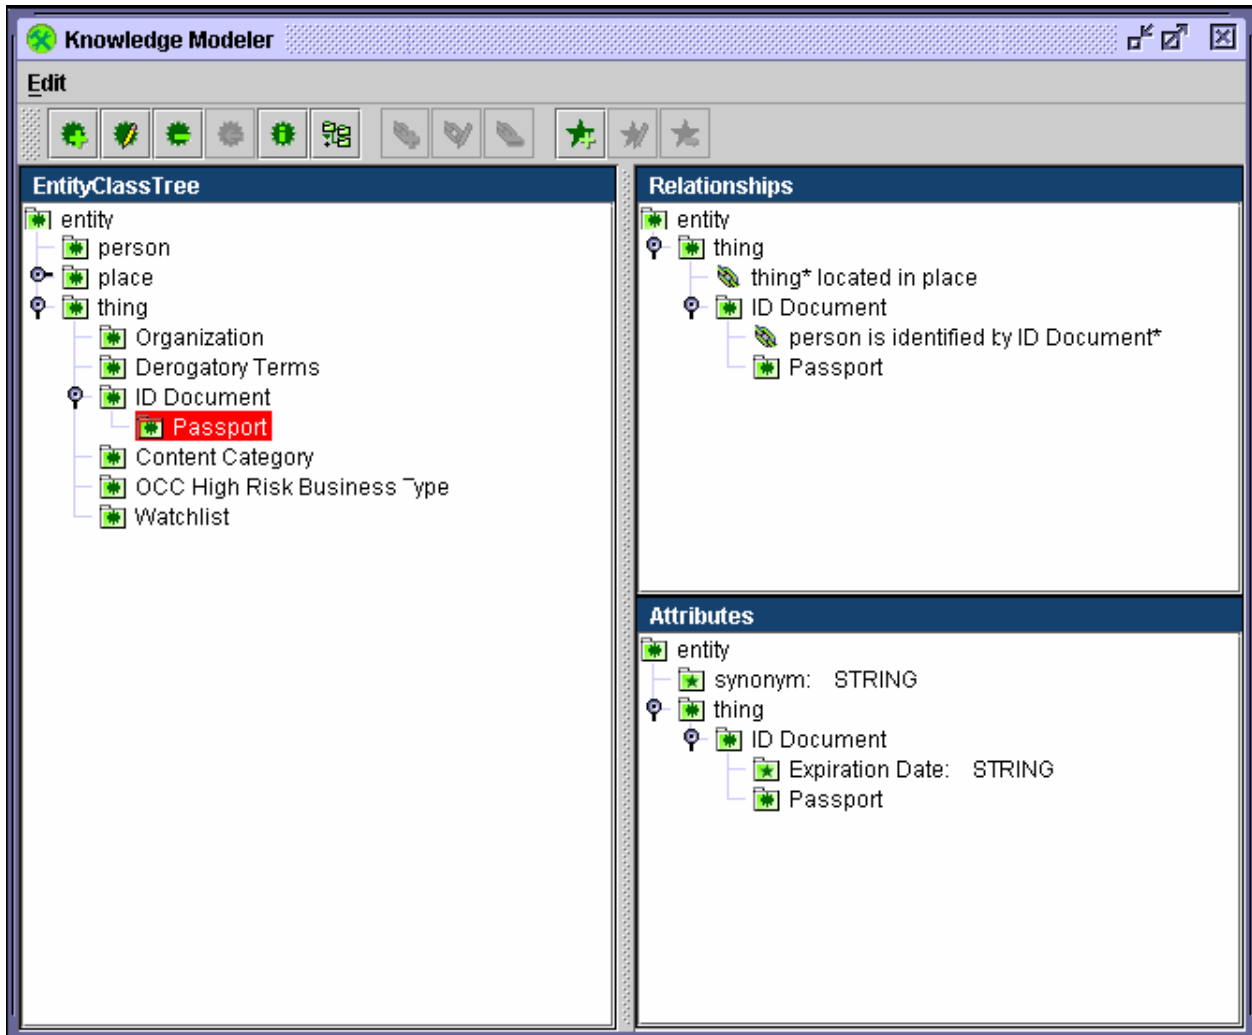 Knowledge Modeler
Edit
EntityClassTree
entity
person
place
thing
Organization
Derogatory Terms
ID Document
Passport
Content Category
OCC High Risk Business Type
Watchlist
Relationships
entity
thing
thing* located in place
ID Document
person is identified by ID Document*
Passport
Attributes
entity
synonym: STRING
thing
ID Document
Expiration Date: STRING
Passport